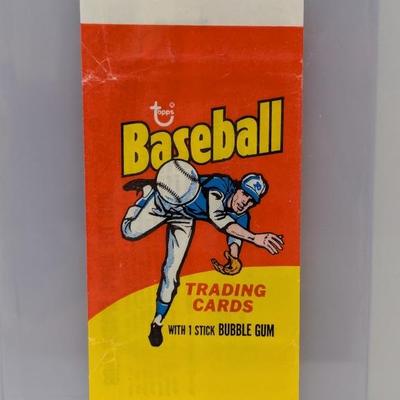 topps
Baseball
TRADING
CARDS
WITH 1 STICK BUBBLE GUM